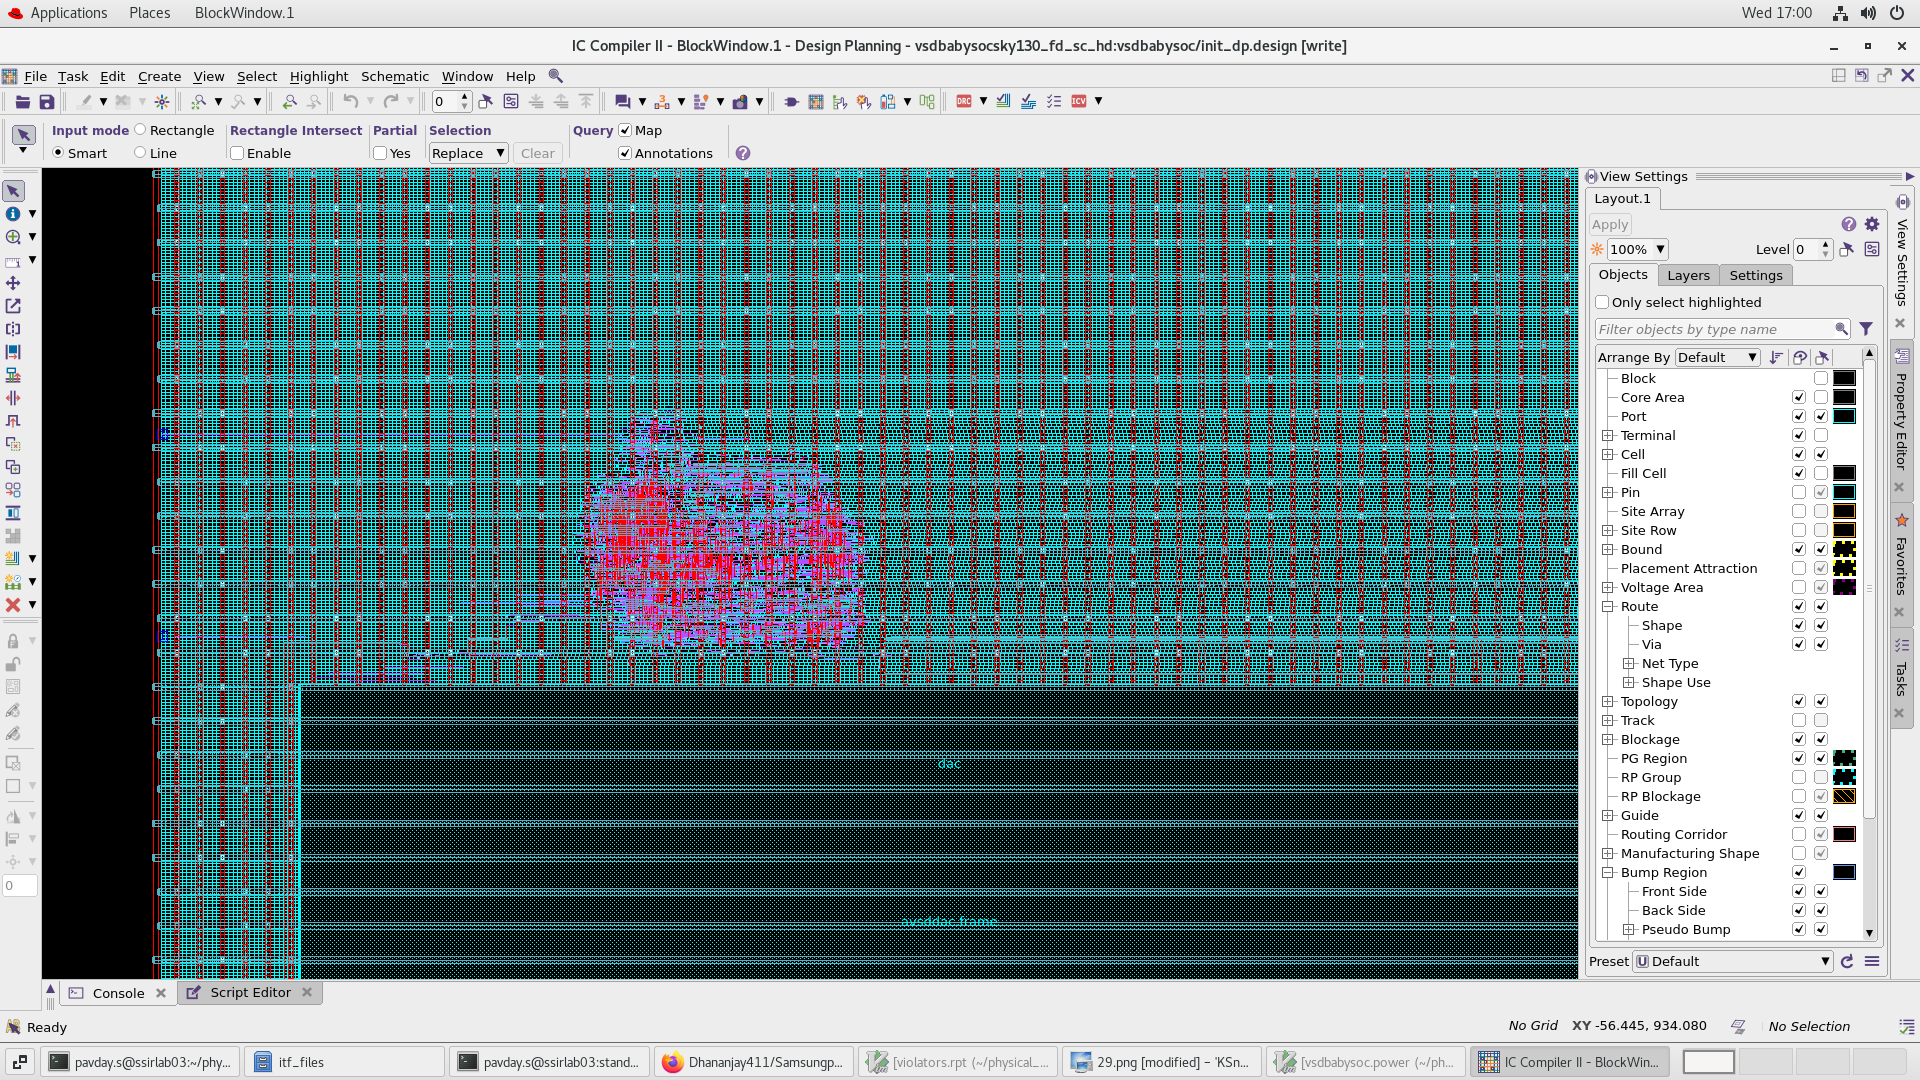 Applications Places BlockWindow.1 Wed 17:00
IC Compiler II - BlockWindow.1 - Design Planning - vsdbabysocsky130_fd_sc_hd:vsdbabysoc/init_dp.design [write]
File Task Edit Create View Select Highlight Schematic Window Help
0 DRC ICV
Input mode Rectangle Rectangle Intersect Partial Selection Query Map
Smart Line Enable Yes Replace Clear Annotations
View Settings
Layout.1
Apply
100% Level 0
Objects Layers Settings
Only select highlighted
Filter objects by type name
Arrange By Default
Block
Core Area
Port
Terminal
Cell
Fill Cell
Pin
Site Array
Site Row
Bound
Placement Attraction
Voltage Area
Route
Shape
Via
Net Type
Shape Use
Topology
Track
Blockage
PG Region
RP Group
RP Blockage
Guide
Routing Corridor
Manufacturing Shape
Bump Region
Front Side
Back Side
Pseudo Bump
Preset Default
View Settings
Property Editor
Favorites
Tasks
dac
avsddac.frame
0
Console Script Editor
Ready No Grid XY -56.445, 934.080 No Selection
pavday.s@ssirlab03:~/phy... itf_files pavday.s@ssirlab03:stand... Dhananjay411/Samsungp... [violators.rpt (~/physical_... 29.png [modified] – 'KSn... [vsdbabysoc.power (~/ph... IC Compiler II - BlockWin...